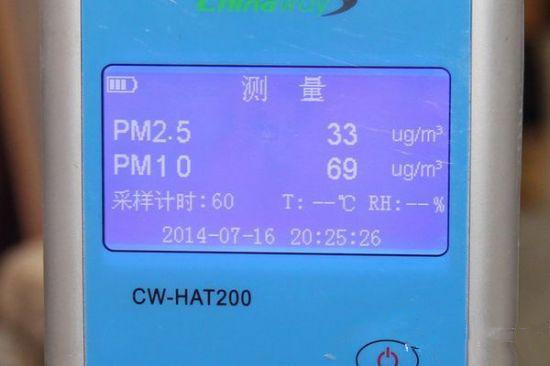 Chinaway
测 量
PM2.5 33 ug/m³
PM10 69 ug/m³
采样计时:60 T:--℃ RH:--%
2014-07-16 20:25:26
CW-HAT200